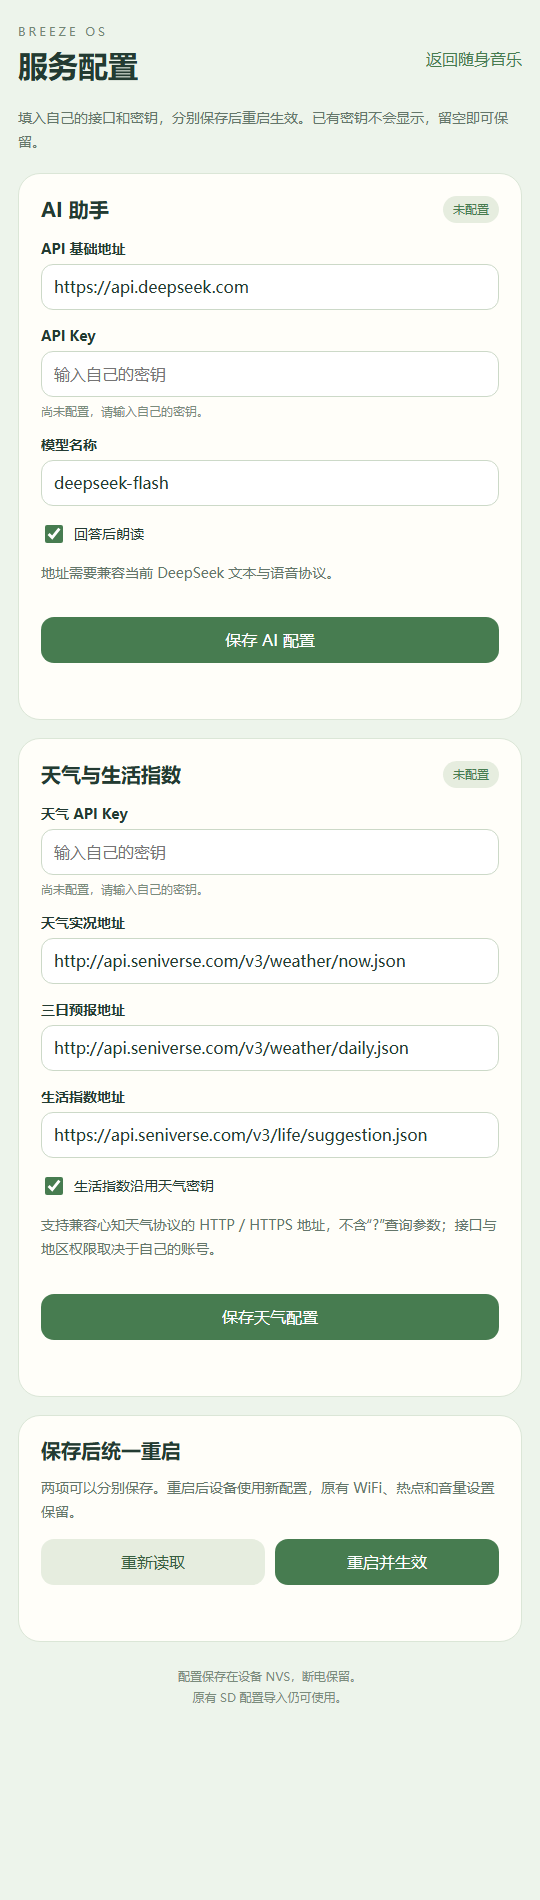 BREEZE OS
服务配置
返回随身音乐
填入自己的接口和密钥，分别保存后重启生效。已有密钥不会显示，留空即可保
留。
AI 助手
未配置
API 基础地址
https://api.deepseek.com
API Key
输入自己的密钥
尚未配置，请输入自己的密钥。
模型名称
deepseek-flash
回答后朗读
地址需要兼容当前 DeepSeek 文本与语音协议。
保存 AI 配置
天气与生活指数
未配置
天气 API Key
输入自己的密钥
尚未配置，请输入自己的密钥。
天气实况地址
http://api.seniverse.com/v3/weather/now.json
三日预报地址
http://api.seniverse.com/v3/weather/daily.json
生活指数地址
https://api.seniverse.com/v3/life/suggestion.json
生活指数沿用天气密钥
支持兼容心知天气协议的 HTTP / HTTPS 地址，不含“?”查询参数；接口与
地区权限取决于自己的账号。
保存天气配置
保存后统一重启
两项可以分别保存。重启后设备使用新配置，原有 WiFi、热点和音量设置
保留。
重新读取
重启并生效
配置保存在设备 NVS，断电保留。
原有 SD 配置导入仍可使用。